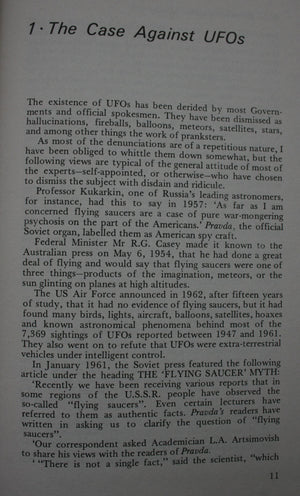 1 · The Case Against UFOs
The existence of UFOs has been derided by most Govern-
ments and official spokesmen. They have been dismissed as
hallucinations, fireballs, balloons, meteors, satellites, stars,
and among other things the work of pranksters.
As most of the denunciations are of a repetitious nature, I
have been obliged to whittle them down somewhat, but the
following views are typical of the general attitude of most of
the experts—self-appointed, or otherwise—who have chosen
to dismiss the subject with disdain and ridicule.
Professor Kukarkin, one of Russia's leading astronomers,
for instance, had this to say in 1957: 'As far as I am
concerned flying saucers are a case of pure war-mongering
psychosis on the part of the Americans.' Pravda, the official
Soviet organ, labelled them as American spy craft.
Federal Minister Mr R.G. Casey made it known to the
Australian press on May 6, 1954, that he had done a great
deal of flying and would say that flying saucers were one of
three things—products of the imagination, meteors, or the
sun glinting on planes at high altitudes.
The US Air Force announced in 1962, after fifteen years
of study, that it had no evidence of flying saucers, but it had
found many birds, lights, aircraft, balloons, satellites, hoaxes
and known astronomical phenomena behind most of the
7,369 sightings of UFOs reported between 1947 and 1961.
They also went on to refute that UFOs were extra-terrestrial
vehicles under intelligent control.
In January 1961, the Soviet press featured the following
article under the heading THE 'FLYING SAUCER' MYTH:
'Recently we have been receiving various reports that in
some regions of the U.S.S.R. people have observed the
so-called "flying saucers". Even certain lectures have
referred to them as authentic facts. Pravda's readers have
written in asking us to clarify the question of "flying
saucers".
'Our correspondent asked Academician L.A. Artsimovish
to share his views with the readers of Pravda.
' "There is not a single fact," said the scientist, "which
11